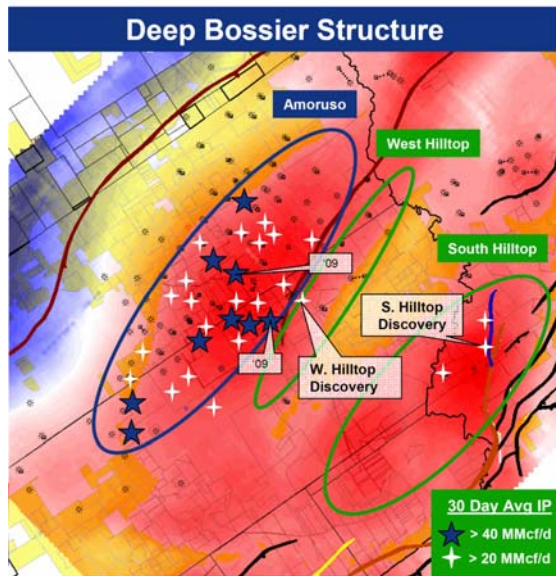 Deep Bossier Structure
Amoruso
West Hilltop
South Hilltop
'09
S. Hilltop
Discovery
'09
W. Hilltop
Discovery
30 Day Avg IP
> 40 MMcf/d
> 20 MMcf/d